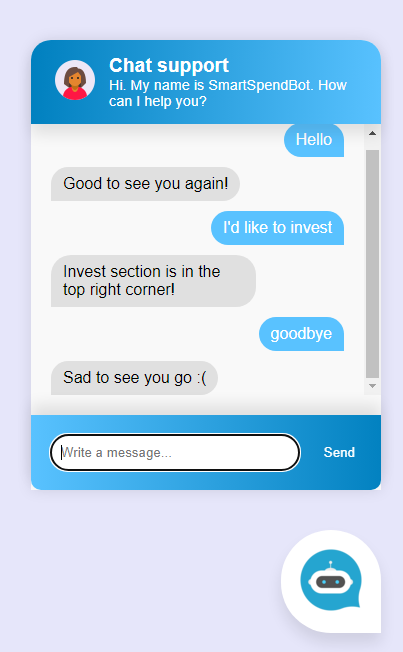 Chat support
Hi. My name is SmartSpendBot. How
can I help you?
Hello
Good to see you again!
I'd like to invest
Invest section is in the
top right corner!
goodbye
Sad to see you go :(
Write a message...
Send